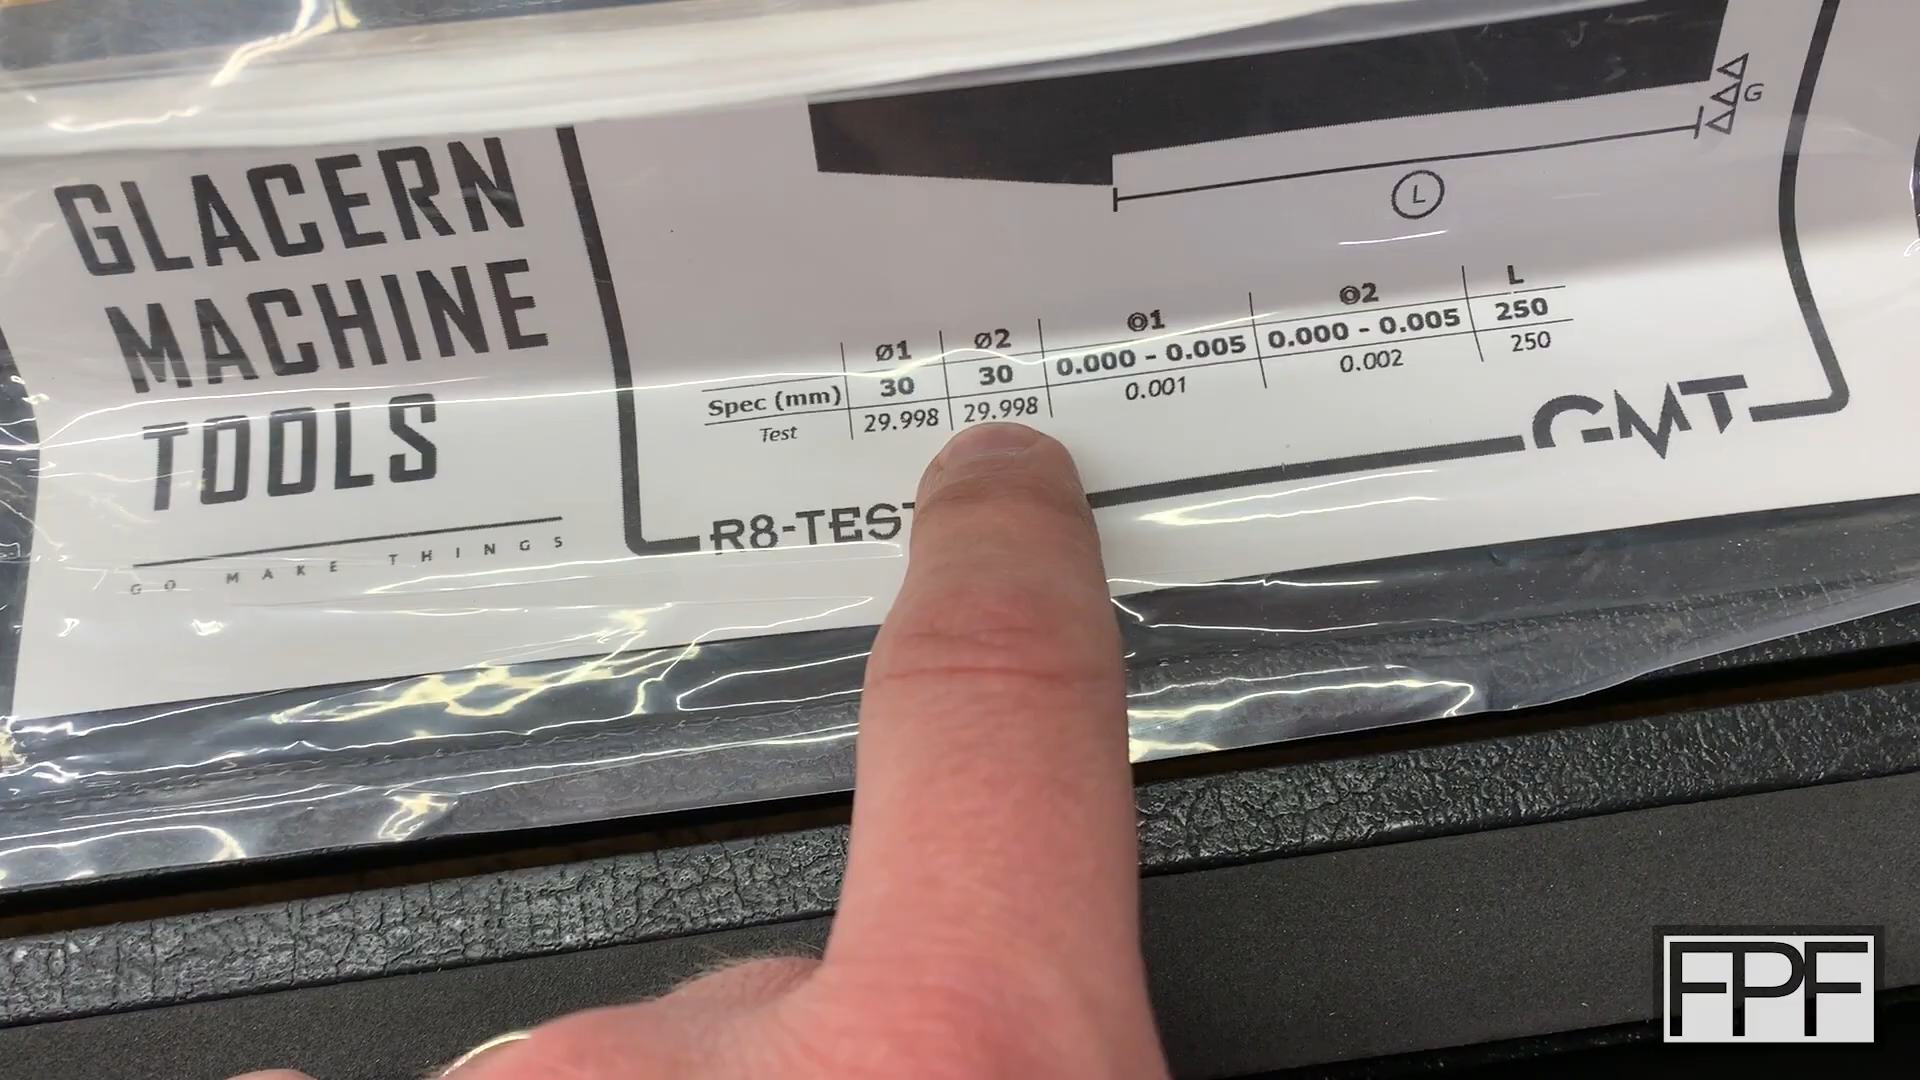 GLACERN
MACHINE
TOOLS
GO MAKE THINGS
G
L
Ø1 Ø2 ◎1 ◎2 L
Spec (mm) 30 30 0.000 - 0.005 0.000 - 0.005 250
Test 29.998 29.998 0.001 0.002 250
R8-TEST
GMT
FPF